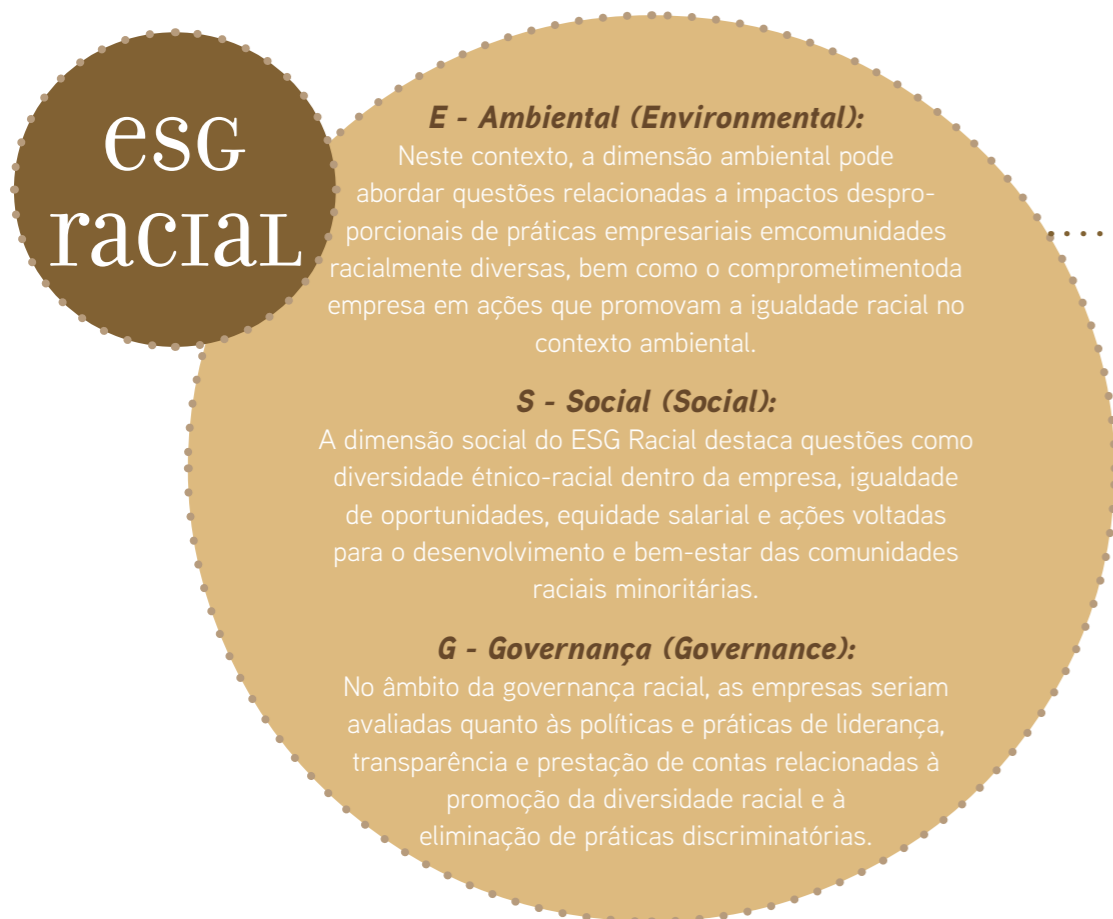 esG
racIaL
E - Ambiental (Environmental):
Neste contexto, a dimensão ambiental pode
abordar questões relacionadas a impactos despro-
porcionais de práticas empresariais emcomunidades
racialmente diversas, bem como o comprometimentoda
empresa em ações que promovam a igualdade racial no
contexto ambiental.
S - Social (Social):
A dimensão social do ESG Racial destaca questões como
diversidade étnico-racial dentro da empresa, igualdade
de oportunidades, equidade salarial e ações voltadas
para o desenvolvimento e bem-estar das comunidades
raciais minoritárias.
G - Governança (Governance):
No âmbito da governança racial, as empresas seriam
avaliadas quanto às políticas e práticas de liderança,
transparência e prestação de contas relacionadas à
promoção da diversidade racial e à
eliminação de práticas discriminatórias.